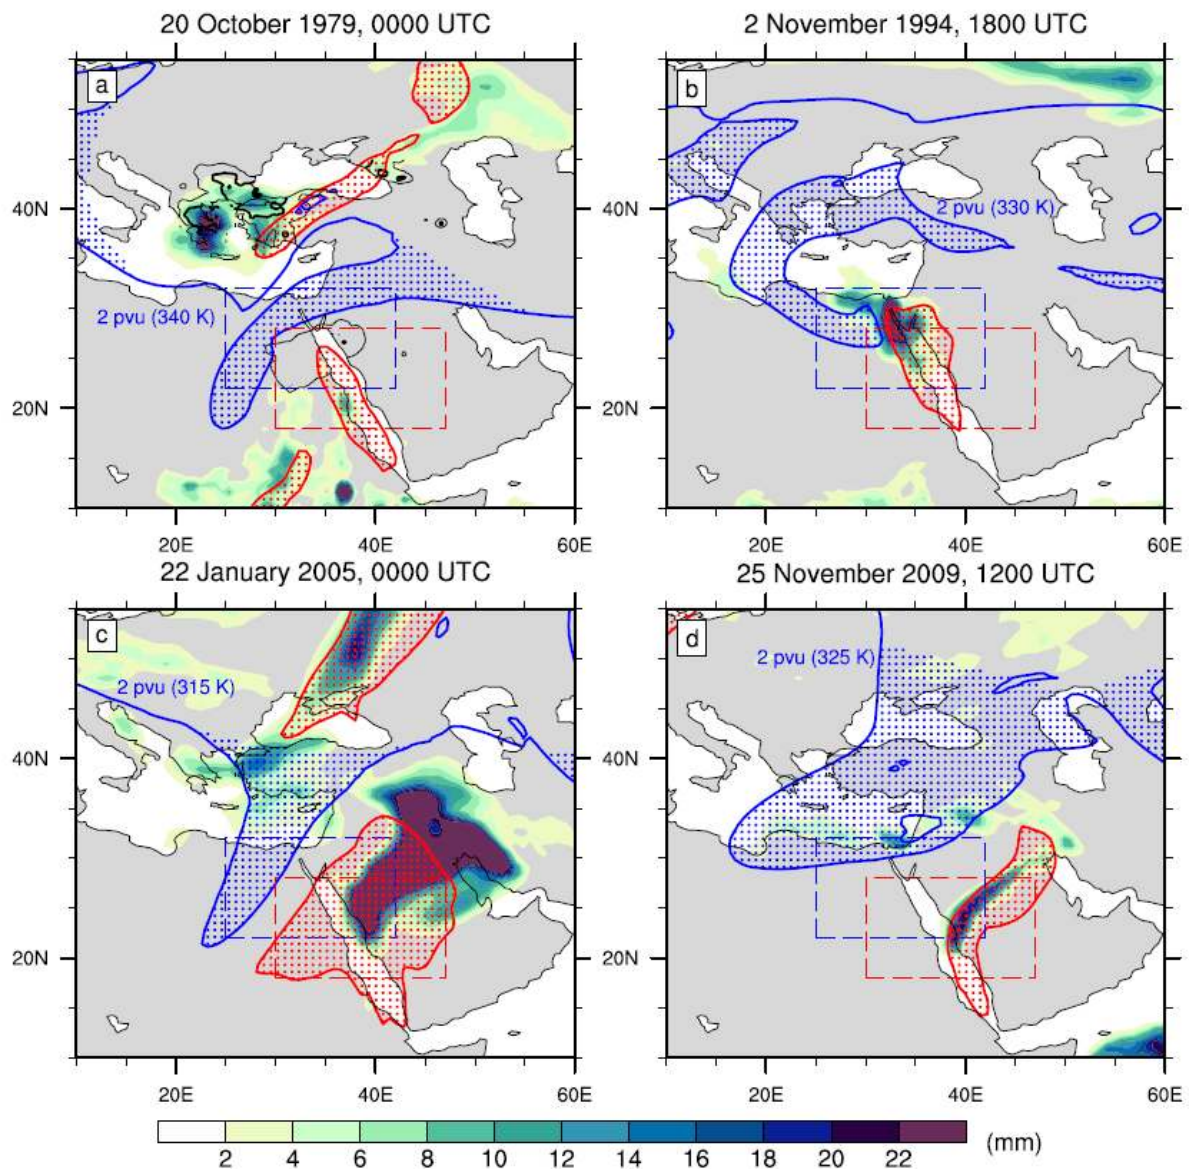 20 October 1979, 0000 UTC
2 November 1994, 1800 UTC
a
b
40N
40N
2 pvu (330 K)
2 pvu (340 K)
20N
20N
20E 40E 60E
20E 40E 60E
22 January 2005, 0000 UTC
25 November 2009, 1200 UTC
c
d
2 pvu (315 K)
2 pvu (325 K)
40N
40N
20N
20N
20E 40E 60E
20E 40E 60E
2 4 6 8 10 12 14 16 18 20 22 (mm)